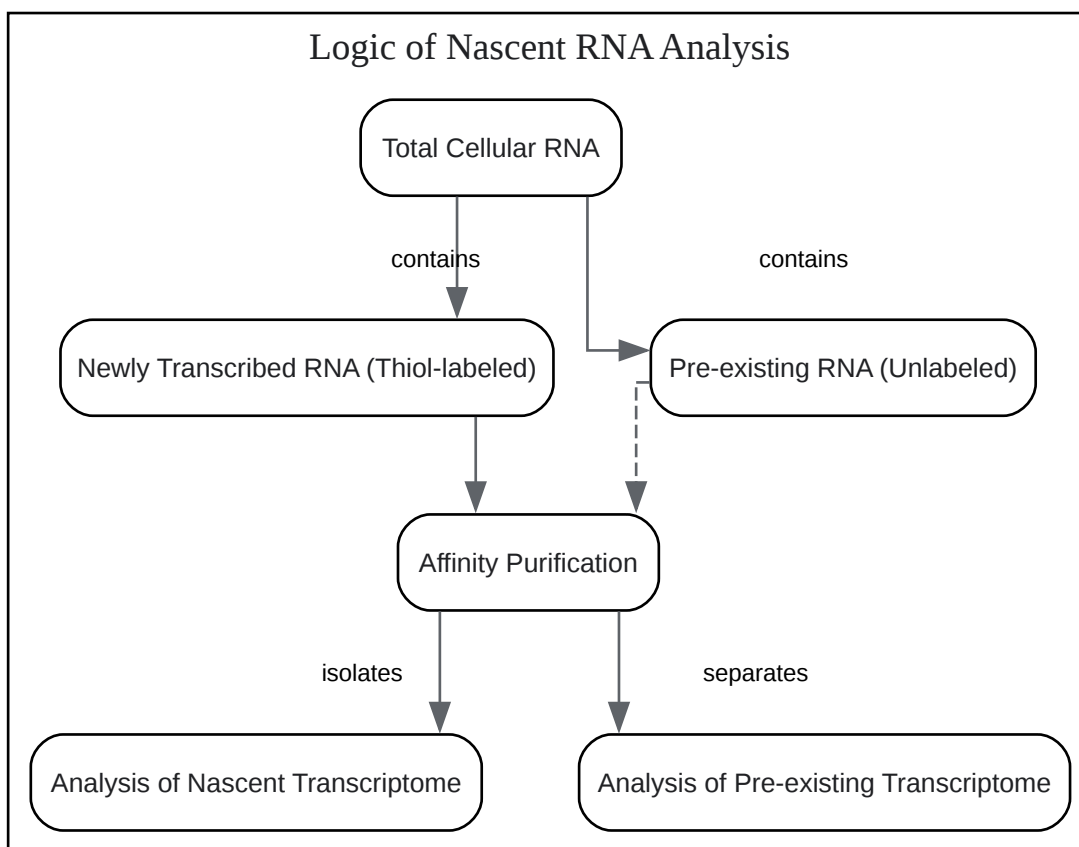 Logic of Nascent RNA Analysis
Total Cellular RNA
contains
contains
Newly Transcribed RNA (Thiol-labeled)
Pre-existing RNA (Unlabeled)
Affinity Purification
isolates
separates
Analysis of Nascent Transcriptome
Analysis of Pre-existing Transcriptome